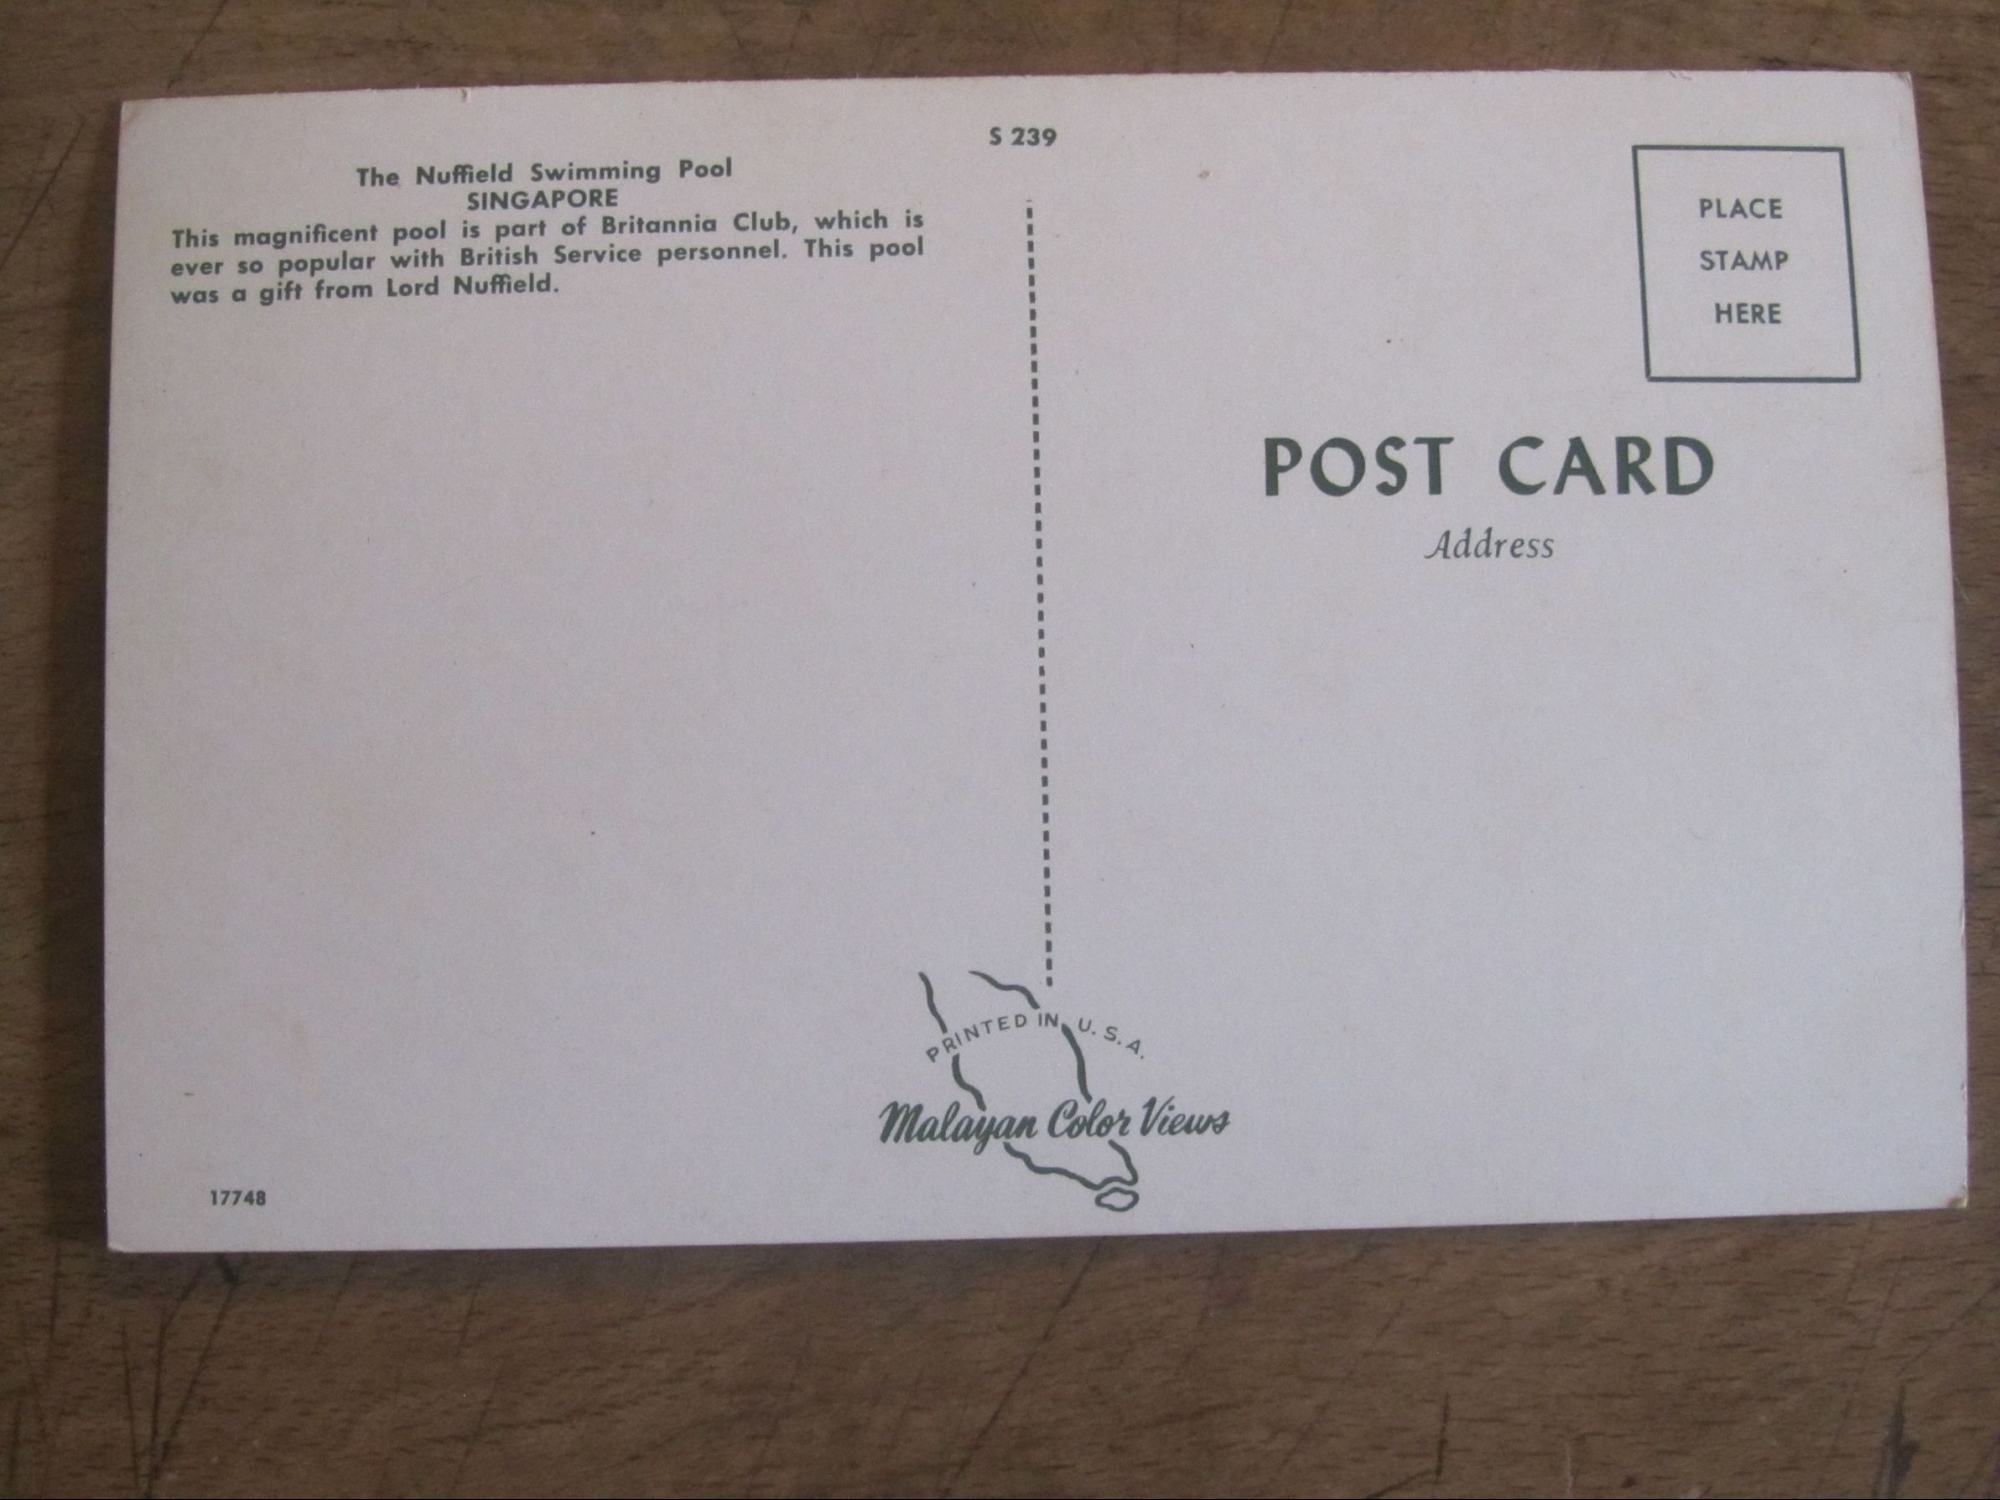 S 239
The Nuffield Swimming Pool
SINGAPORE
This magnificent pool is part of Britannia Club, which is
ever so popular with British Service personnel. This pool
was a gift from Lord Nuffield.
PLACE
STAMP
HERE
POST CARD
Address
PRINTED IN U.S.A.
Malayan Color Views
17748